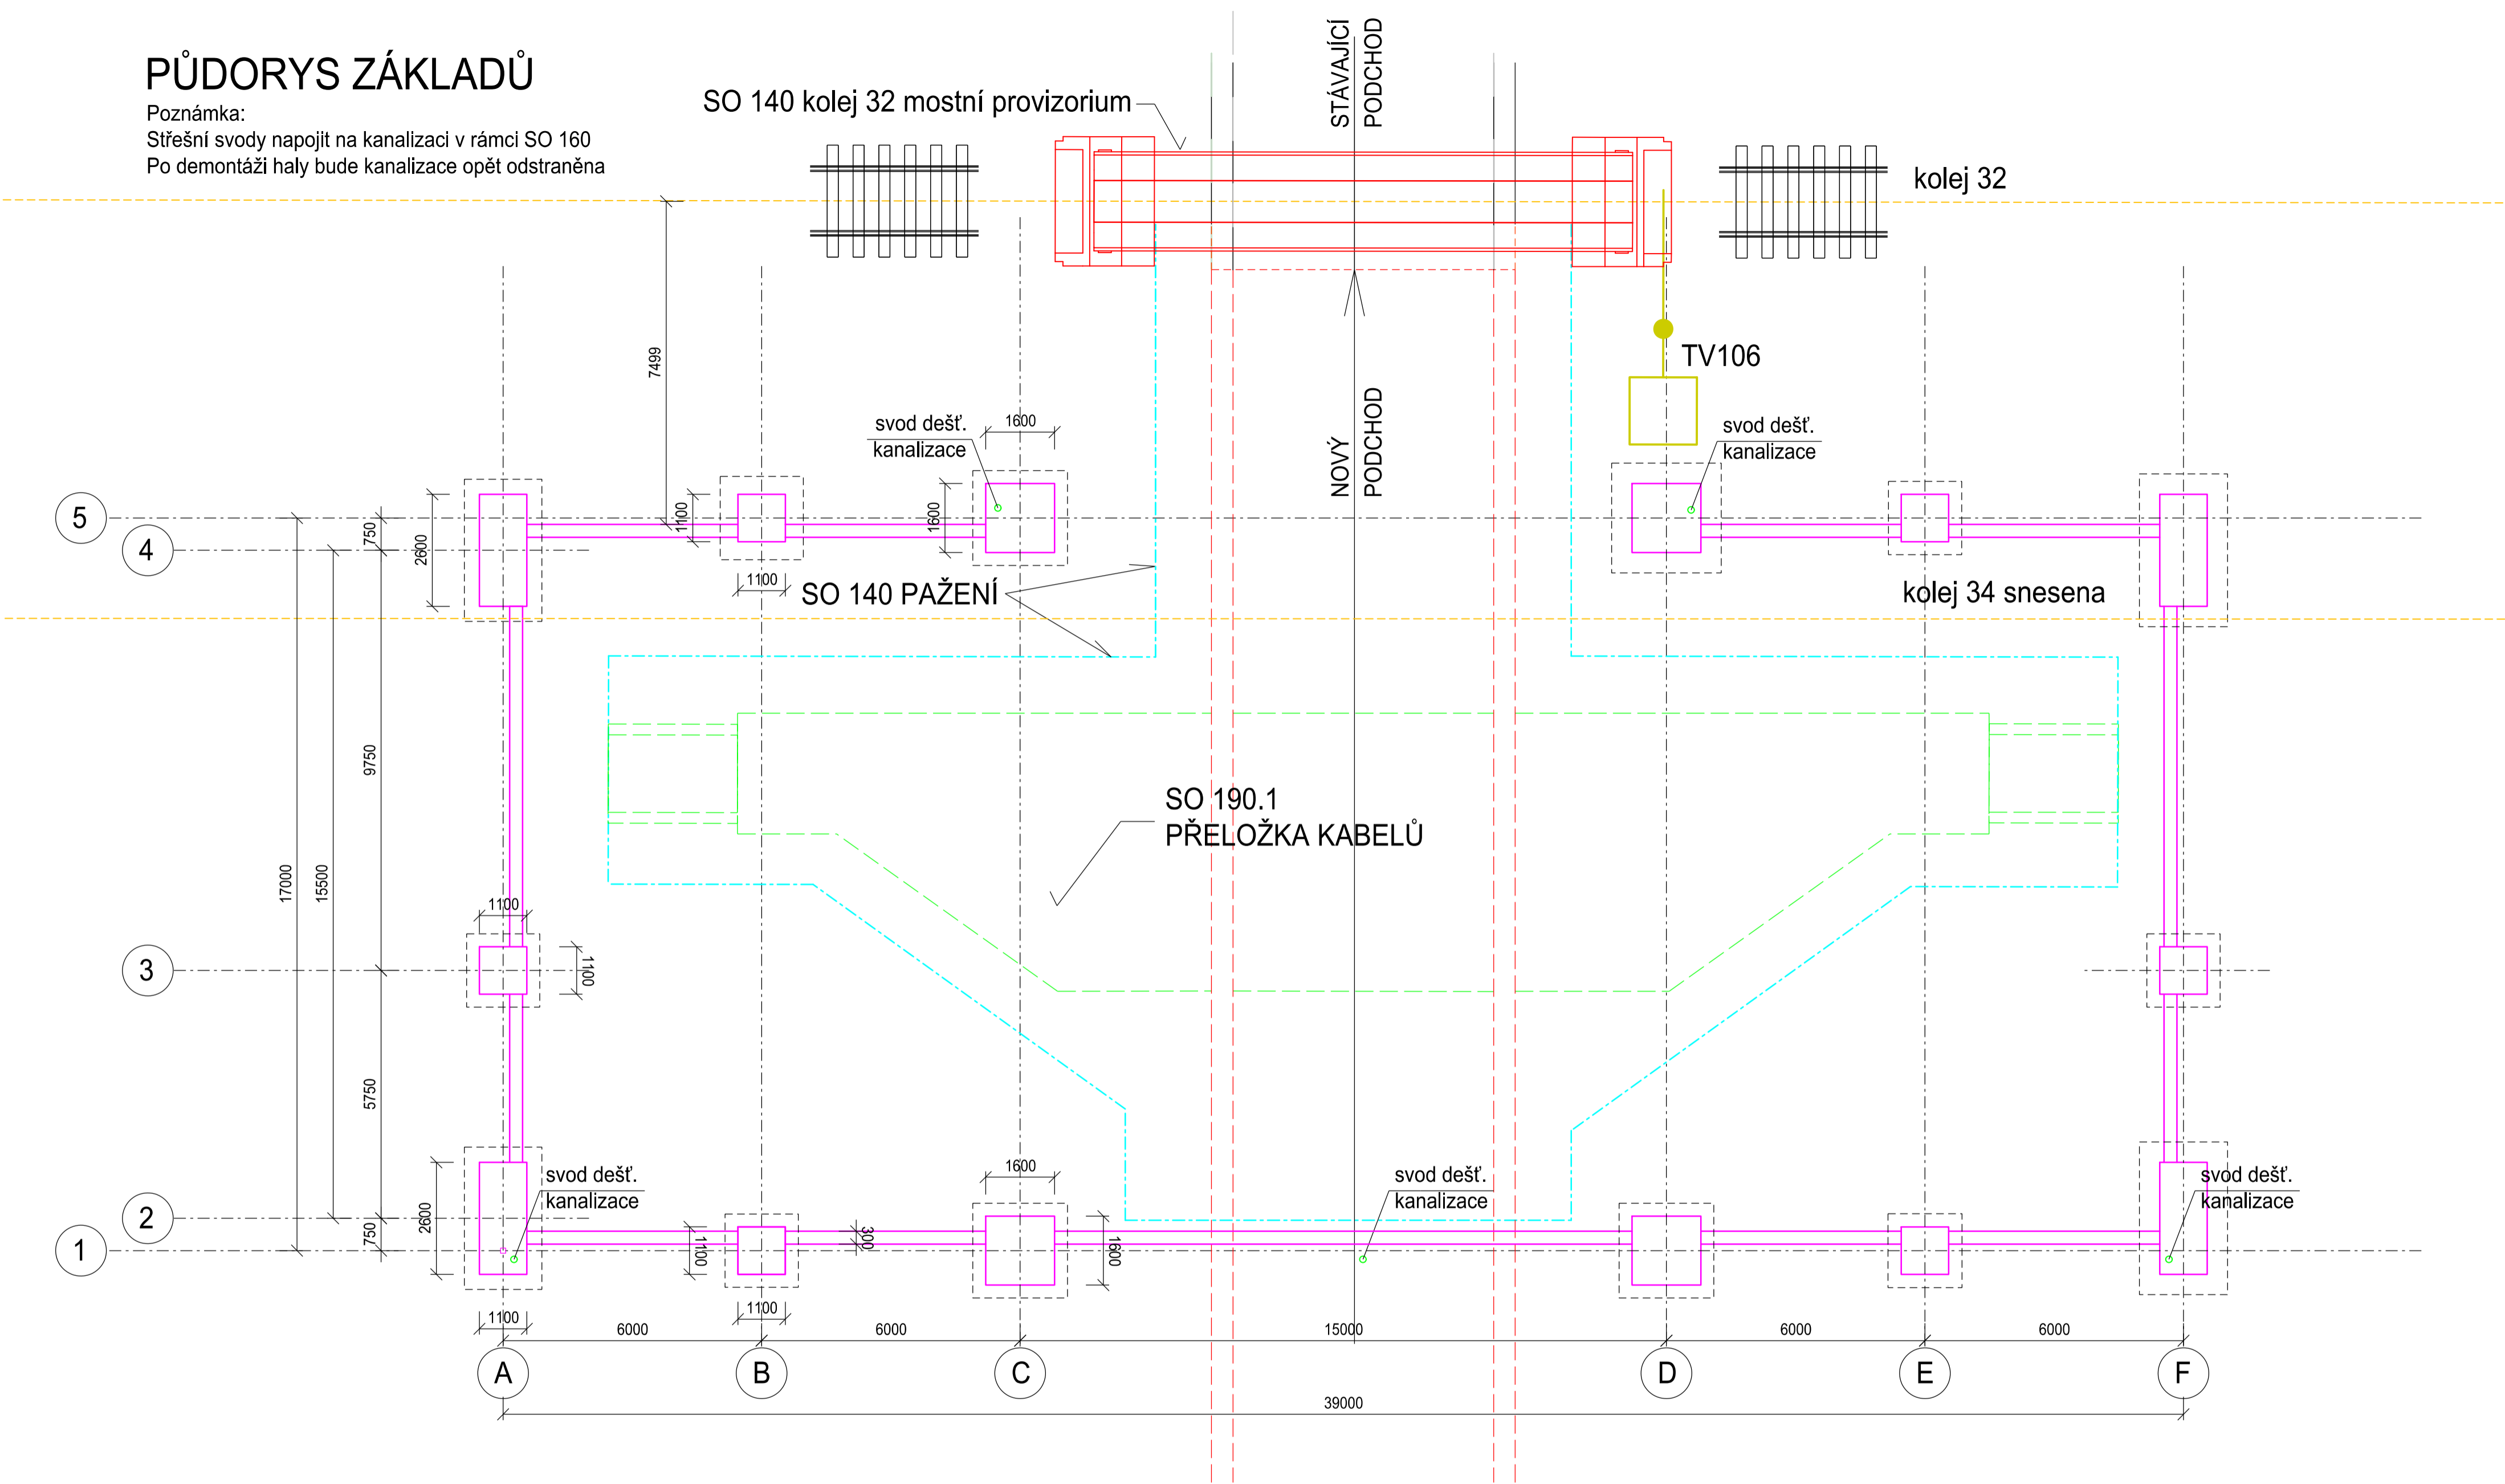 PŮDORYS ZÁKLADŮ
Poznámka:
Střešní svody napojit na kanalizaci v rámci SO 160
Po demontáži haly bude kanalizace opět odstraněna
SO 140 kolej 32 mostní provizorium
STÁVAJÍCÍ
PODCHOD
kolej 32
7499
TV106
NOVÝ
PODCHOD
svod dešť.
kanalizace
1600
1600
svod dešť.
kanalizace
5
4
750
2600
1100
1100
SO 140 PAŽENÍ
kolej 34 snesena
9750
17000
15500
SO 190.1
PŘELOŽKA KABELŮ
1100
1100
3
5750
2
1
750
2600
svod dešť.
kanalizace
1600
svod dešť.
kanalizace
svod dešť.
kanalizace
1100
300
1600
1100
1100
6000
6000
15000
6000
6000
A
B
C
D
E
F
39000